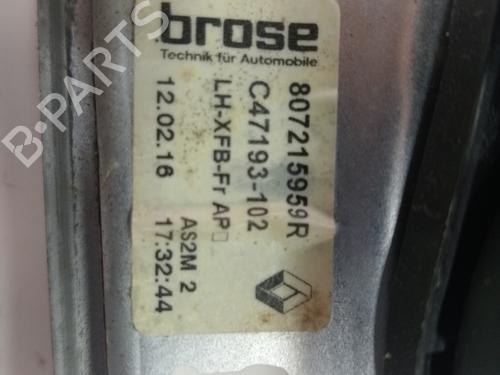 brose
Technik für Automobile
807215959R
C47193-102
LH-XFB-Fr AP▯
12.02.16 AS2M 2
17:32:44
B-PARTS